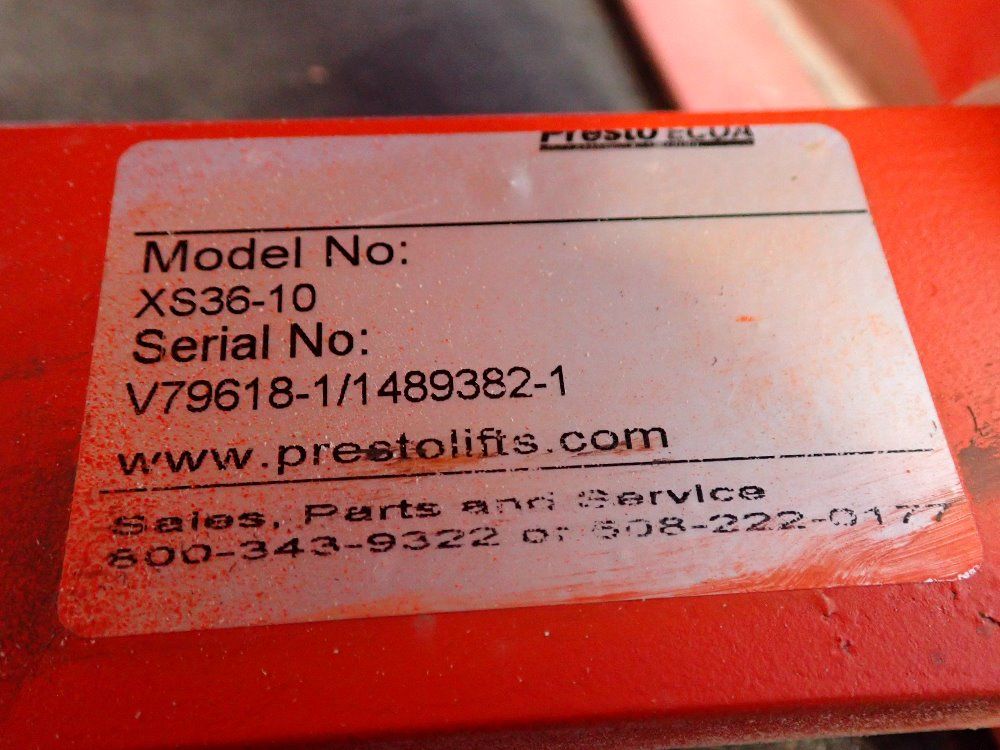 Presto ECOA
Model No:
XS36-10
Serial No:
V79618-1/1489382-1
www.prestolifts.com
Sales, Parts and Service
800-343-9322 or 508-222-0177